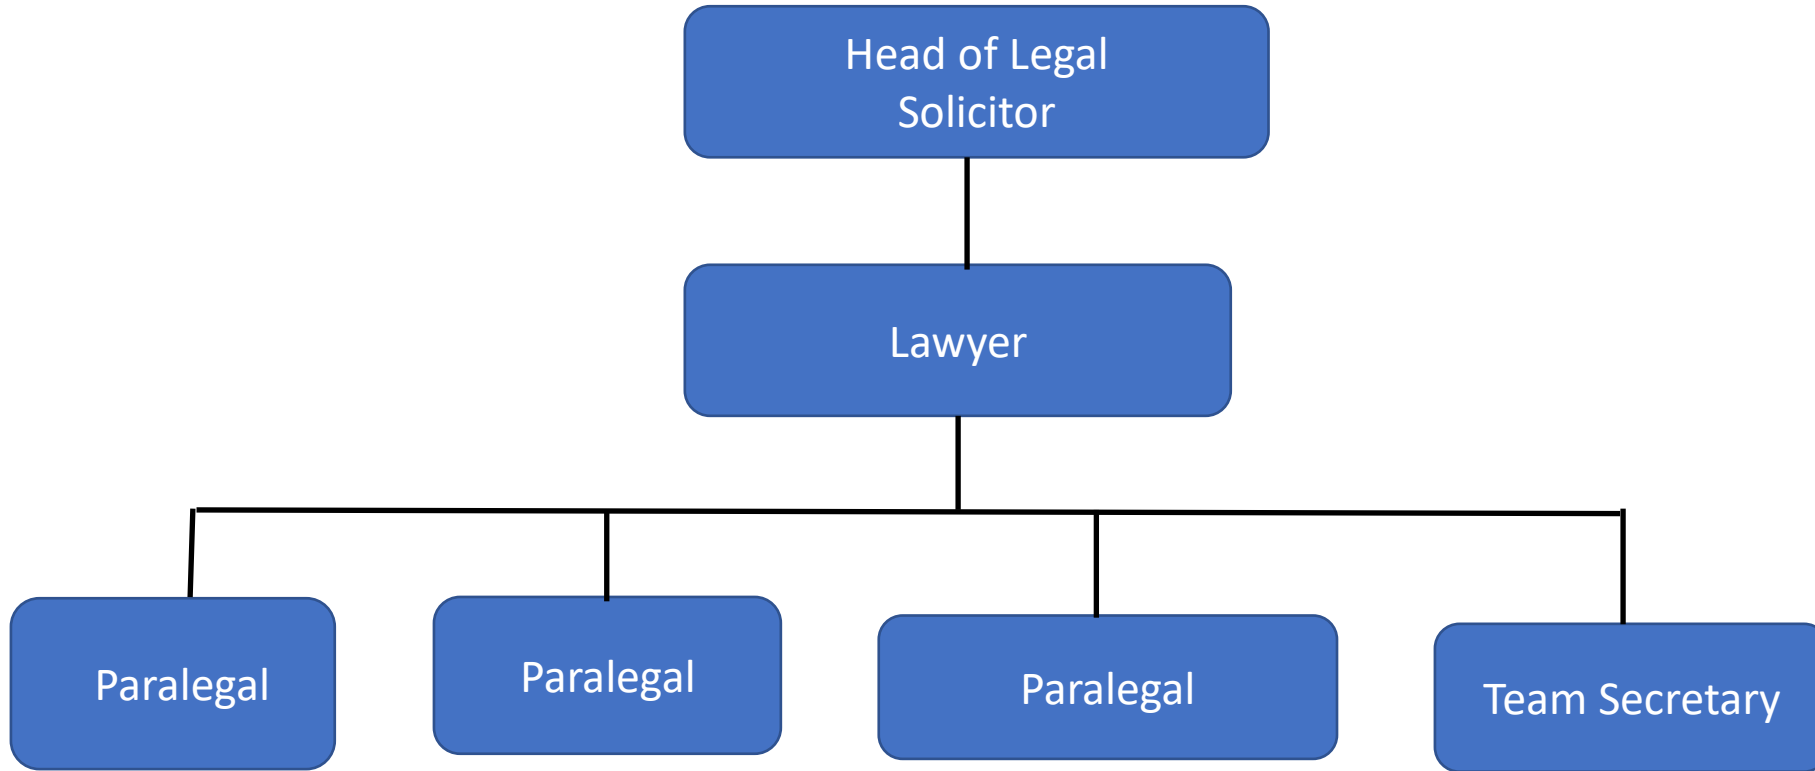 Head of Legal
Solicitor
Lawyer
Paralegal
Paralegal
Paralegal
Team Secretary